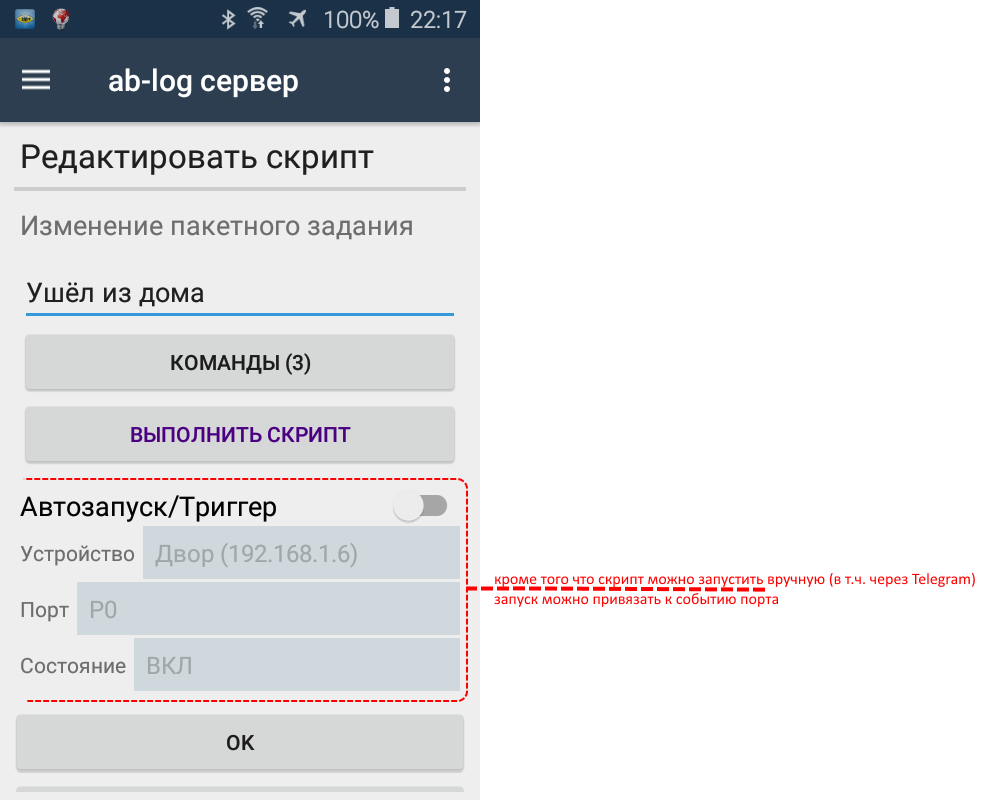 100% 22:17
ab-log сервер
Редактировать скрипт
Изменение пакетного задания
Ушёл из дома
КОМАНДЫ (3)
ВЫПОЛНИТЬ СКРИПТ
Автозапуск/Триггер
Устройство Двор (192.168.1.6)
кроме того что скрипт можно запустить вручную (в т.ч. через Telegram)
запуск можно привязать к событию порта
Порт P0
Состояние ВКЛ
OK